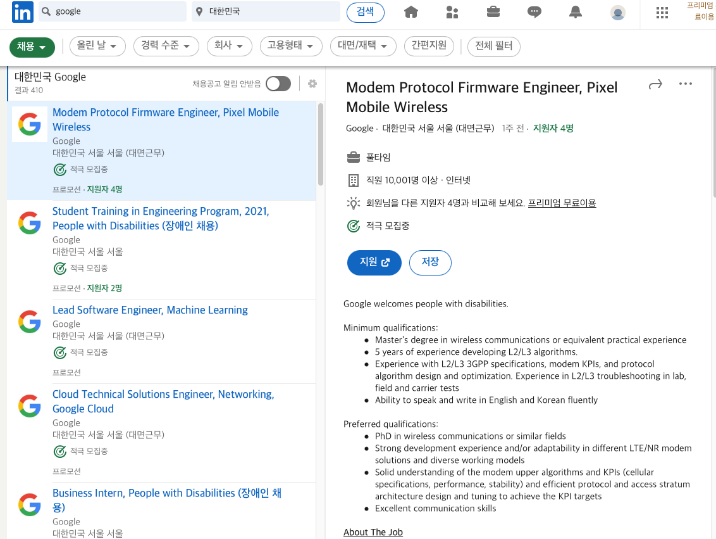 in
google
대한민국
검색
프리미엄
료이용
채용
올린 날
경력 수준
회사
고용형태
대면/재택
간편지원
전체 필터
대한민국 Google
결과 410
채용공고 알림 안받음
Modem Protocol Firmware Engineer, Pixel Mobile
Wireless
Google
대한민국 서울 서울 (대면근무)
적극 모집중
프로모션 · 지원자 4명
Student Training in Engineering Program, 2021,
People with Disabilities (장애인 채용)
Google
대한민국 서울 서울
적극 모집중
프로모션 · 지원자 2명
Lead Software Engineer, Machine Learning
Google
대한민국 서울 서울 (대면근무)
적극 모집중
프로모션
Cloud Technical Solutions Engineer, Networking,
Google Cloud
Google
대한민국 서울 서울 (대면근무)
적극 모집중
프로모션
Business Intern, People with Disabilities (장애인 채
용)
Google
대한민국 서울 서울
Modem Protocol Firmware Engineer, Pixel
Mobile Wireless
Google · 대한민국 서울 서울 (대면근무) 1주 전 · 지원자 4명
풀타임
직원 10,001명 이상 · 인터넷
회원님을 다른 지원자 4명과 비교해 보세요. 프리미엄 무료이용
적극 모집중
지원
저장
Google welcomes people with disabilities.
Minimum qualifications:
● Master's degree in wireless communications or equivalent practical experience
● 5 years of experience developing L2/L3 algorithms.
● Experience with L2/L3 3GPP specifications, modem KPIs, and protocol
algorithm design and optimization. Experience in L2/L3 troubleshooting in lab,
field and carrier tests
● Ability to speak and write in English and Korean fluently
Preferred qualifications:
● PhD in wireless communications or similar fields
● Strong development experience and/or adaptability in different LTE/NR modem
solutions and diverse working models
● Solid understanding of the modem upper algorithms and KPIs (cellular
specifications, performance, stability) and efficient protocol and access stratum
architecture design and tuning to achieve the KPI targets
● Excellent communication skills
About The Job